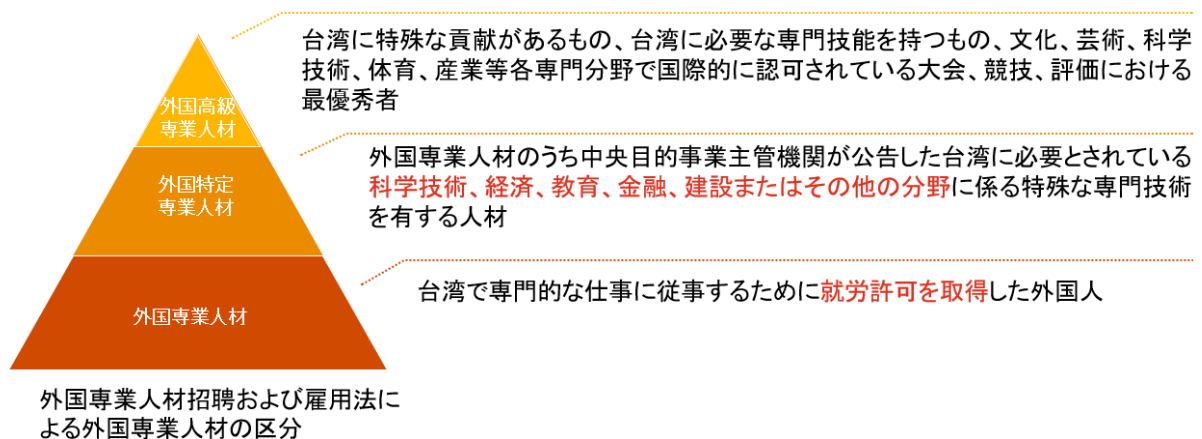 台湾に特殊な貢献があるもの、台湾に必要な専門技能を持つもの、文化、芸術、科学
技術、体育、産業等各専門分野で国際的に認可されている大会、競技、評価における
最優秀者
外国高級
専業人材
外国専業人材のうち中央目的事業主管機関が公告した台湾に必要とされている
科学技術、経済、教育、金融、建設またはその他の分野に係る特殊な専門技術
を有する人材
外国特定
専業人材
台湾で専門的な仕事に従事するために就労許可を取得した外国人
外国専業人材
外国専業人材招聘および雇用法に
よる外国専業人材の区分